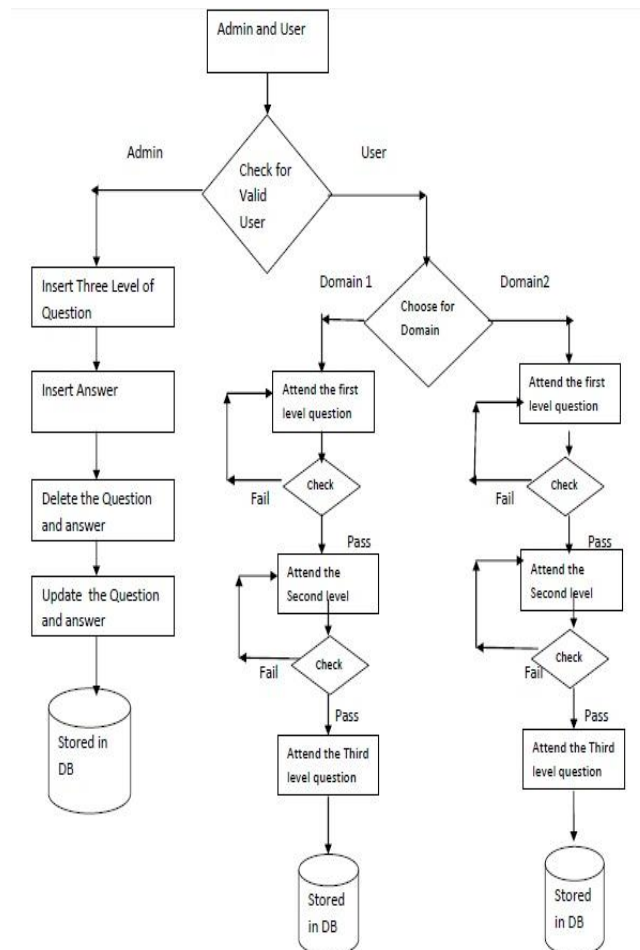 Admin and User
Admin
User
Check for
Valid
User
Insert Three Level of
Question
Insert Answer
Delete the Question
and answer
Update the Question
and answer
Stored in
DB
Domain 1
Domain2
Choose for
Domain
Attend the first
level question
Check
Fail
Pass
Attend the
Second level
Check
Fail
Pass
Attend the Third
level question
Stored
in DB
Attend the first
level question
Check
Fail
Pass
Attend the
Second level
Check
Fail
Pass
Attend the Third
level question
Stored
in DB